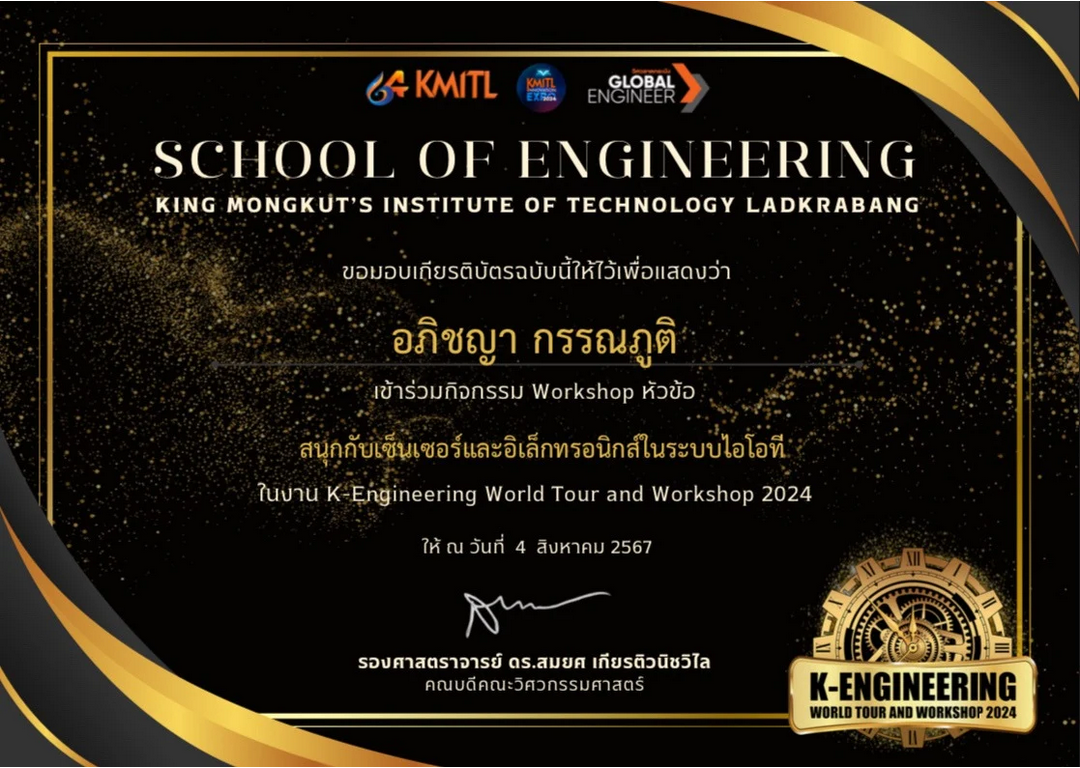 64 KMITL
KMITL
INNOVATION
EXPO
2024
GLOBAL
ENGINEER
SCHOOL OF ENGINEERING
KING MONGKUT'S INSTITUTE OF TECHNOLOGY LADKRABANG
ขอมอบเกียรติบัตรฉบับนี้ให้ไว้เพื่อแสดงว่า
อภิชญา กรรณภูติ
เข้าร่วมกิจกรรม Workshop หัวข้อ
สนุกกับเซ็นเซอร์และอิเล็กทรอนิกส์ในระบบไอโอที
ในงาน K-Engineering World Tour and Workshop 2024
ให้ ณ วันที่ 4 สิงหาคม 2567
รองศาสตราจารย์ ดร.สมยศ เกียรติวนิชวิไล
คณบดีคณะวิศวกรรมศาสตร์
K-ENGINEERING
WORLD TOUR AND WORKSHOP 2024